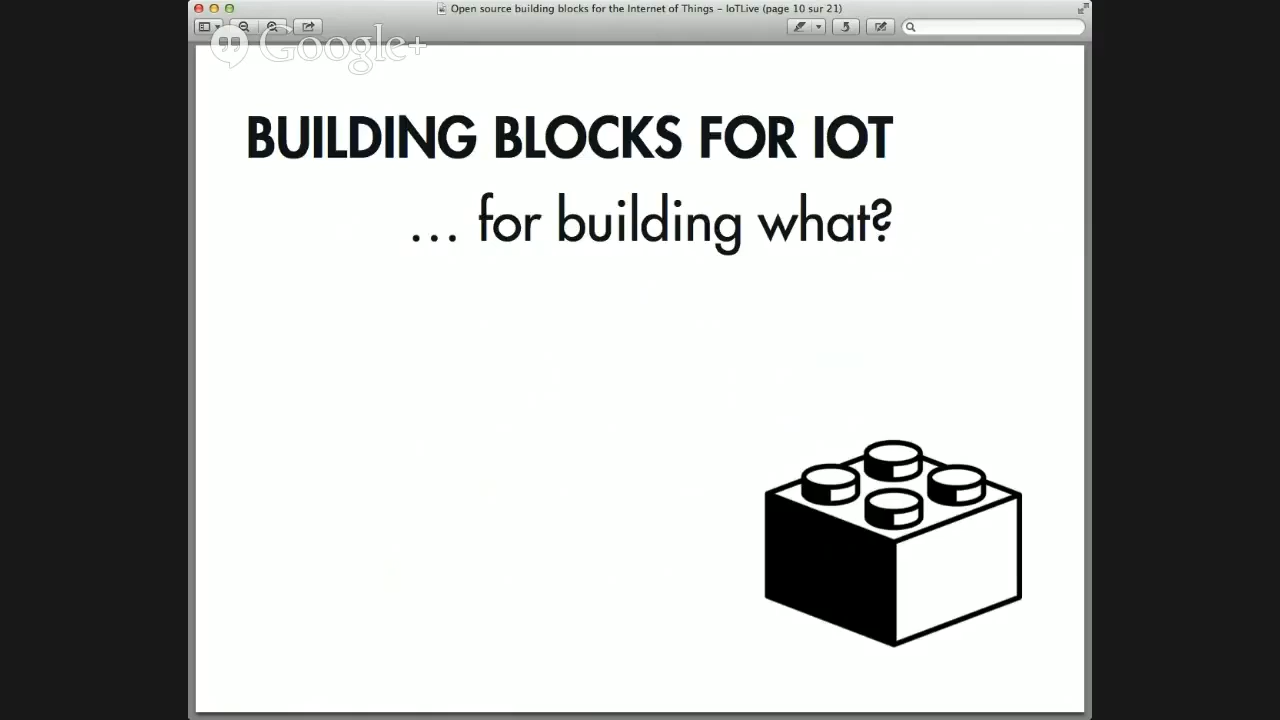 Open source building blocks for the Internet of Things – IoTLive (page 10 sur 21)
Google+
BUILDING BLOCKS FOR IOT
... for building what?